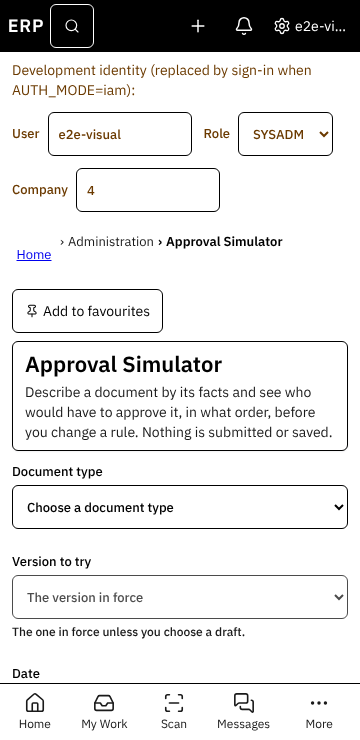 ERP
e2e-vi...
Development identity (replaced by sign-in when
AUTH_MODE=iam):
User e2e-visual Role SYSADM
Company 4
Home › Administration › Approval Simulator
Add to favourites
Approval Simulator
Describe a document by its facts and see who
would have to approve it, in what order, before
you change a rule. Nothing is submitted or saved.
Document type
Choose a document type
Version to try
The version in force
The one in force unless you choose a draft.
Date
Home My Work Scan Messages More